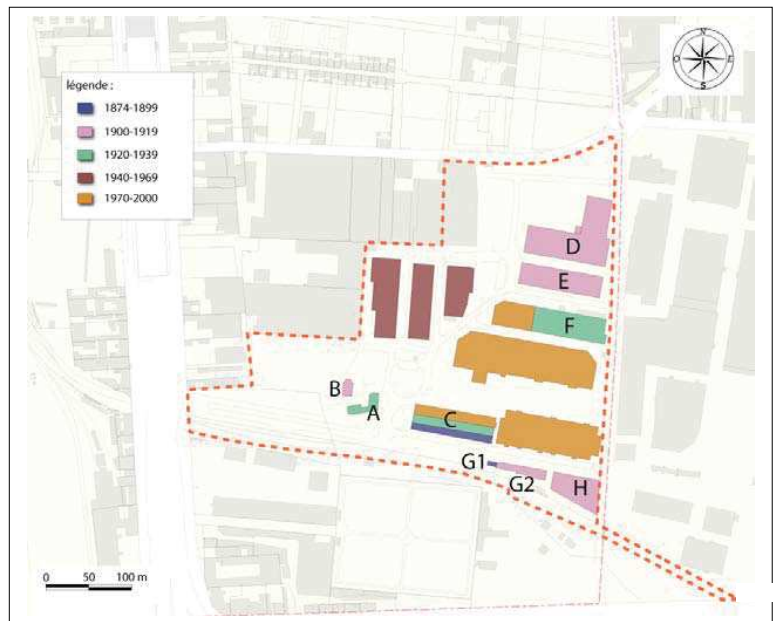 N
O E
S
légende :
1874-1899
1900-1919
1920-1939
1940-1969
1970-2000
D
E
F
B
A
C
G1
G2
H
0 50 100 m